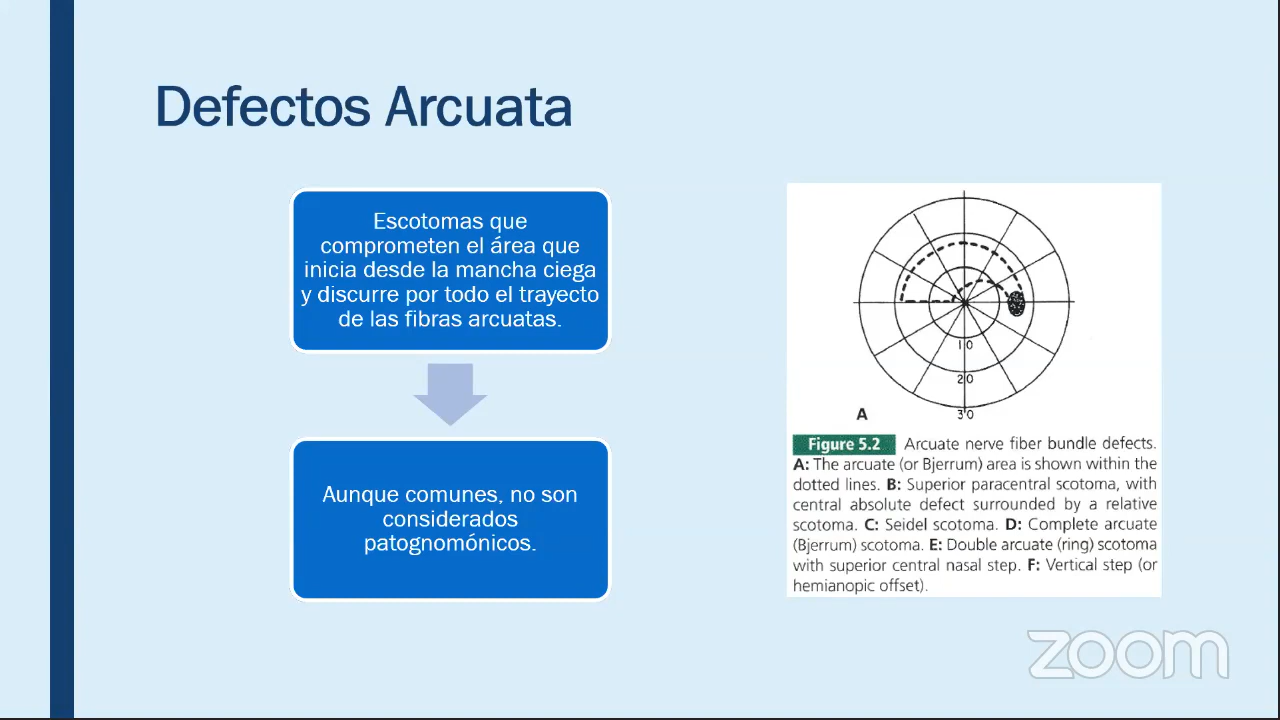 Defectos Arcuata
Escotomas que
comprometen el área que
inicia desde la mancha ciega
y discurre por todo el trayecto
de las fibras arcuatas.
Aunque comunes, no son
considerados
patognomónicos.
10
20
30
A
Figure 5.2 Arcuate nerve fiber bundle defects.
A: The arcuate (or Bjerrum) area is shown within the
dotted lines. B: Superior paracentral scotoma, with
central absolute defect surrounded by a relative
scotoma. C: Seidel scotoma. D: Complete arcuate
(Bjerrum) scotoma. E: Double arcuate (ring) scotoma
with superior central nasal step. F: Vertical step (or
hemianopic offset).
zoom